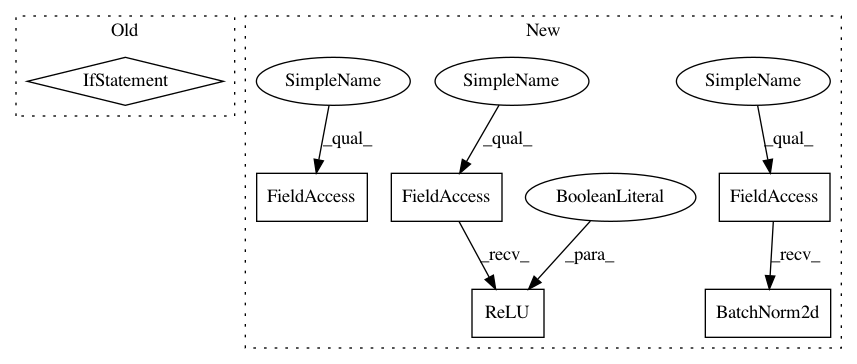 Old
New
IfStatement
SimpleName
SimpleName
SimpleName
_qual_
_qual_
_qual_
FieldAccess
FieldAccess
BooleanLiteral
FieldAccess
_recv_
_para_
_recv_
ReLU
BatchNorm2d